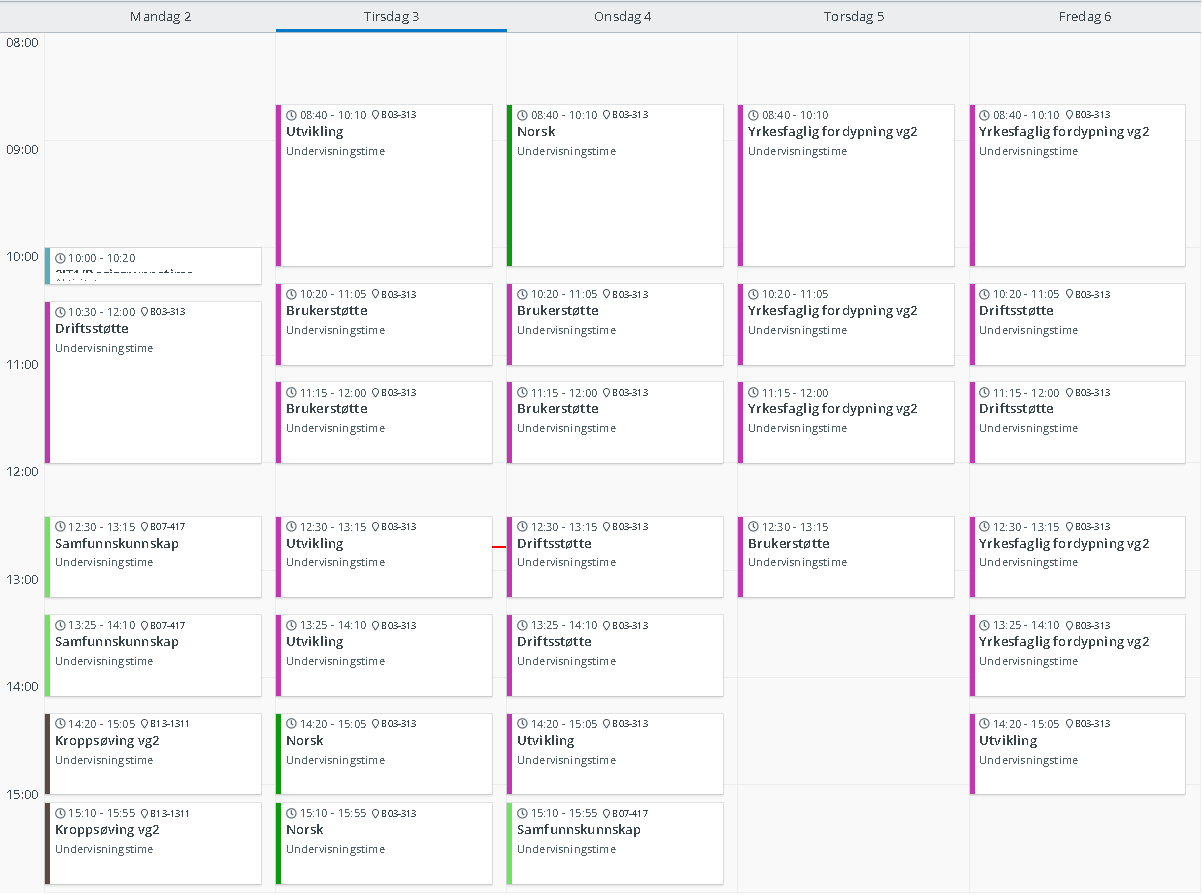 Mandag 2
Tirsdag 3
Onsdag 4
Torsdag 5
Fredag 6
08:00
09:00
10:00
11:00
12:00
13:00
14:00
15:00
10:00 - 10:20
10:30 - 12:00 B03-313
Driftsstøtte
Undervisningstime
12:30 - 13:15 B07-417
Samfunnskunnskap
Undervisningstime
13:25 - 14:10 B07-417
Samfunnskunnskap
Undervisningstime
14:20 - 15:05 B13-1311
Kroppsøving vg2
Undervisningstime
15:10 - 15:55 B13-1311
Kroppsøving vg2
Undervisningstime
08:40 - 10:10 B03-313
Utvikling
Undervisningstime
10:20 - 11:05 B03-313
Brukerstøtte
Undervisningstime
11:15 - 12:00 B03-313
Brukerstøtte
Undervisningstime
12:30 - 13:15 B03-313
Utvikling
Undervisningstime
13:25 - 14:10 B03-313
Utvikling
Undervisningstime
14:20 - 15:05 B03-313
Norsk
Undervisningstime
15:10 - 15:55 B03-313
Norsk
Undervisningstime
08:40 - 10:10 B03-313
Norsk
Undervisningstime
10:20 - 11:05 B03-313
Brukerstøtte
Undervisningstime
11:15 - 12:00 B03-313
Brukerstøtte
Undervisningstime
12:30 - 13:15 B03-313
Driftsstøtte
Undervisningstime
13:25 - 14:10 B03-313
Driftsstøtte
Undervisningstime
14:20 - 15:05 B03-313
Utvikling
Undervisningstime
15:10 - 15:55 B07-417
Samfunnskunnskap
Undervisningstime
08:40 - 10:10
Yrkesfaglig fordypning vg2
Undervisningstime
10:20 - 11:05
Yrkesfaglig fordypning vg2
Undervisningstime
11:15 - 12:00
Yrkesfaglig fordypning vg2
Undervisningstime
12:30 - 13:15
Brukerstøtte
Undervisningstime
08:40 - 10:10 B03-313
Yrkesfaglig fordypning vg2
Undervisningstime
10:20 - 11:05 B03-313
Driftsstøtte
Undervisningstime
11:15 - 12:00 B03-313
Driftsstøtte
Undervisningstime
12:30 - 13:15 B03-313
Yrkesfaglig fordypning vg2
Undervisningstime
13:25 - 14:10 B03-313
Yrkesfaglig fordypning vg2
Undervisningstime
14:20 - 15:05 B03-313
Utvikling
Undervisningstime